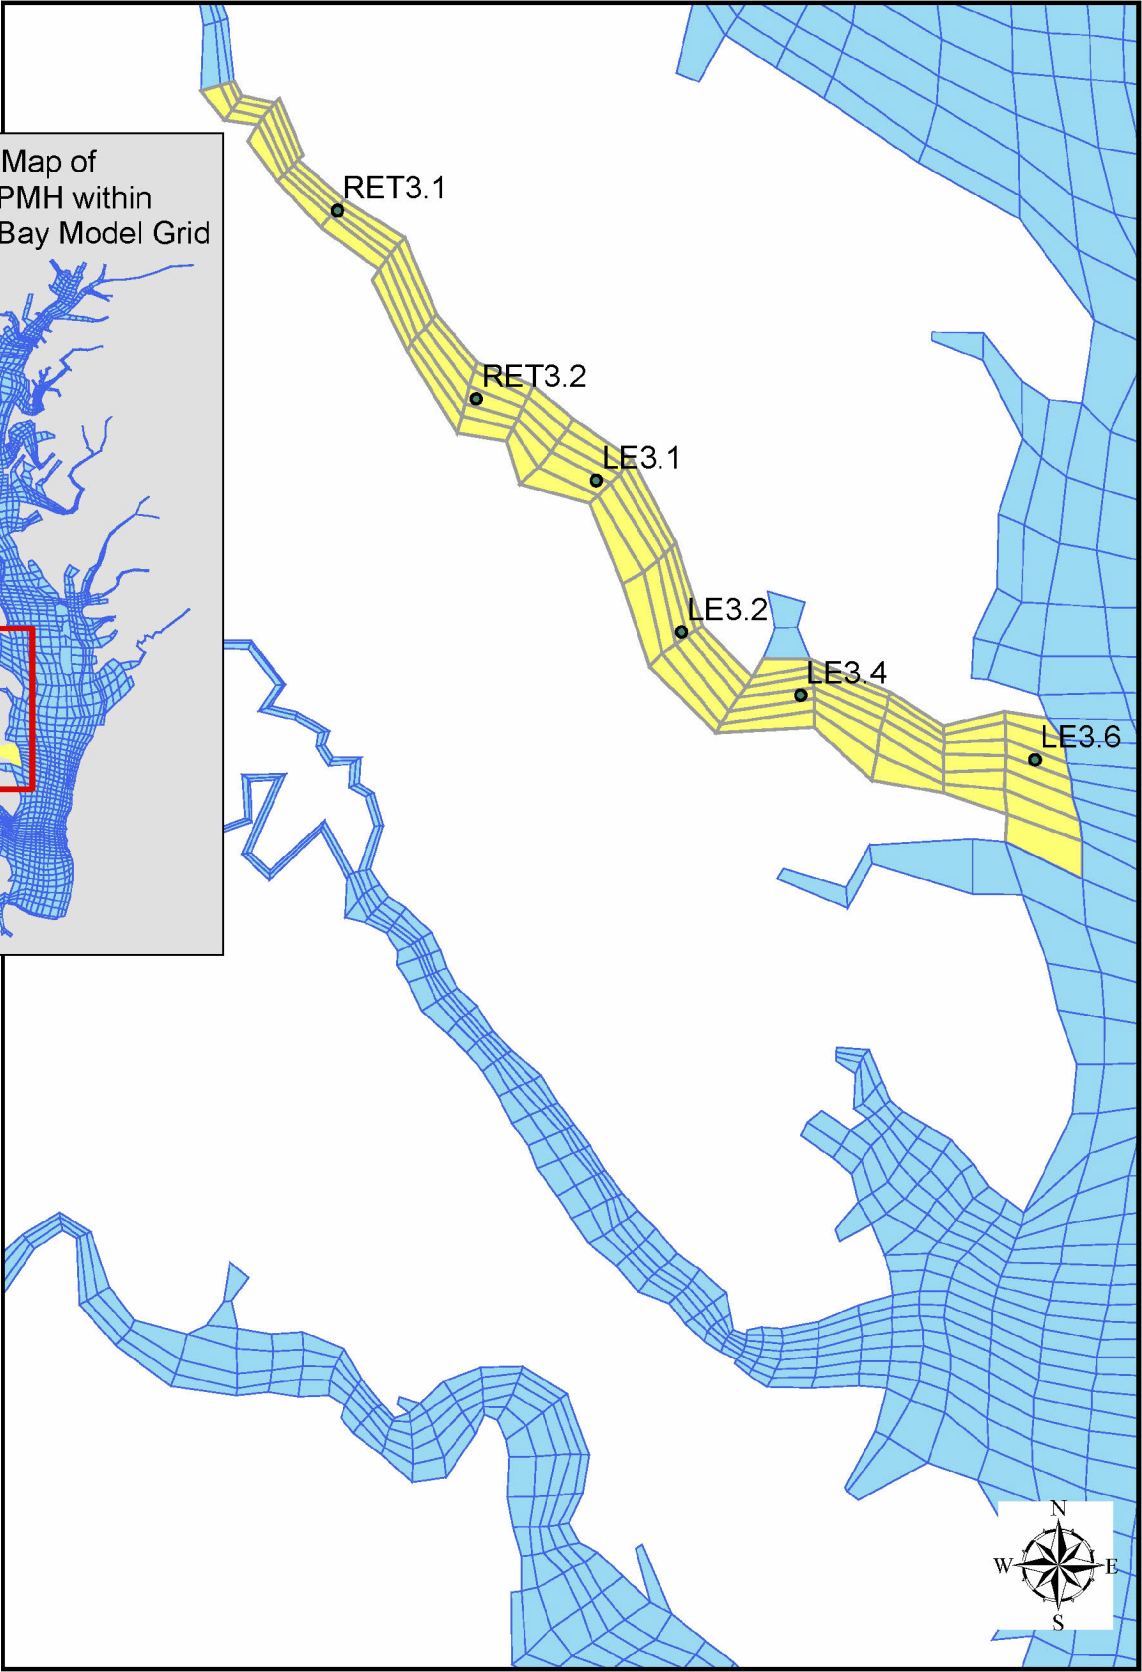 Map of
PMH within
Bay Model Grid
RET3.1
RET3.2
LE3.1
LE3.2
LE3.4
LE3.6
N
W E
S